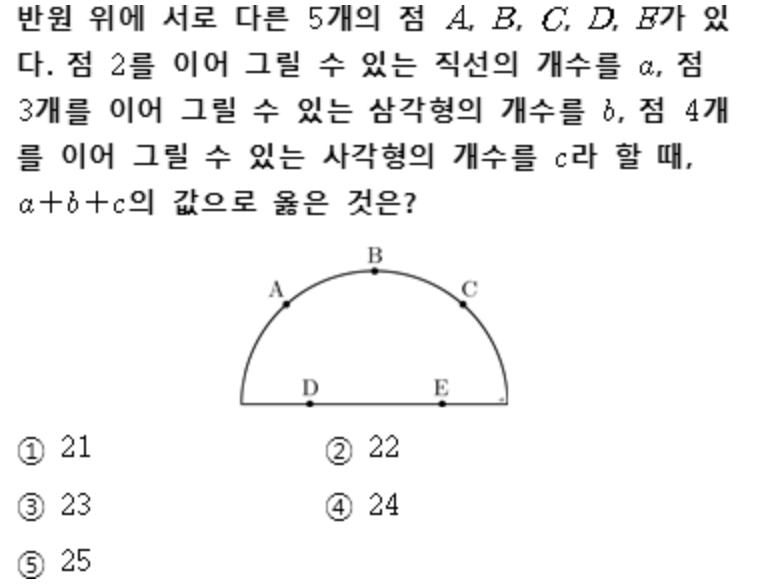 반원 위에 서로 다른 5개의 점 A, B, C, D, E가 있
다. 점 2를 이어 그릴 수 있는 직선의 개수를 a, 점
3개를 이어 그릴 수 있는 삼각형의 개수를 b, 점 4개
를 이어 그릴 수 있는 사각형의 개수를 c라 할 때,
a+b+c의 값으로 옳은 것은?
B
A
C
D
E
① 21
② 22
③ 23
④ 24
⑤ 25